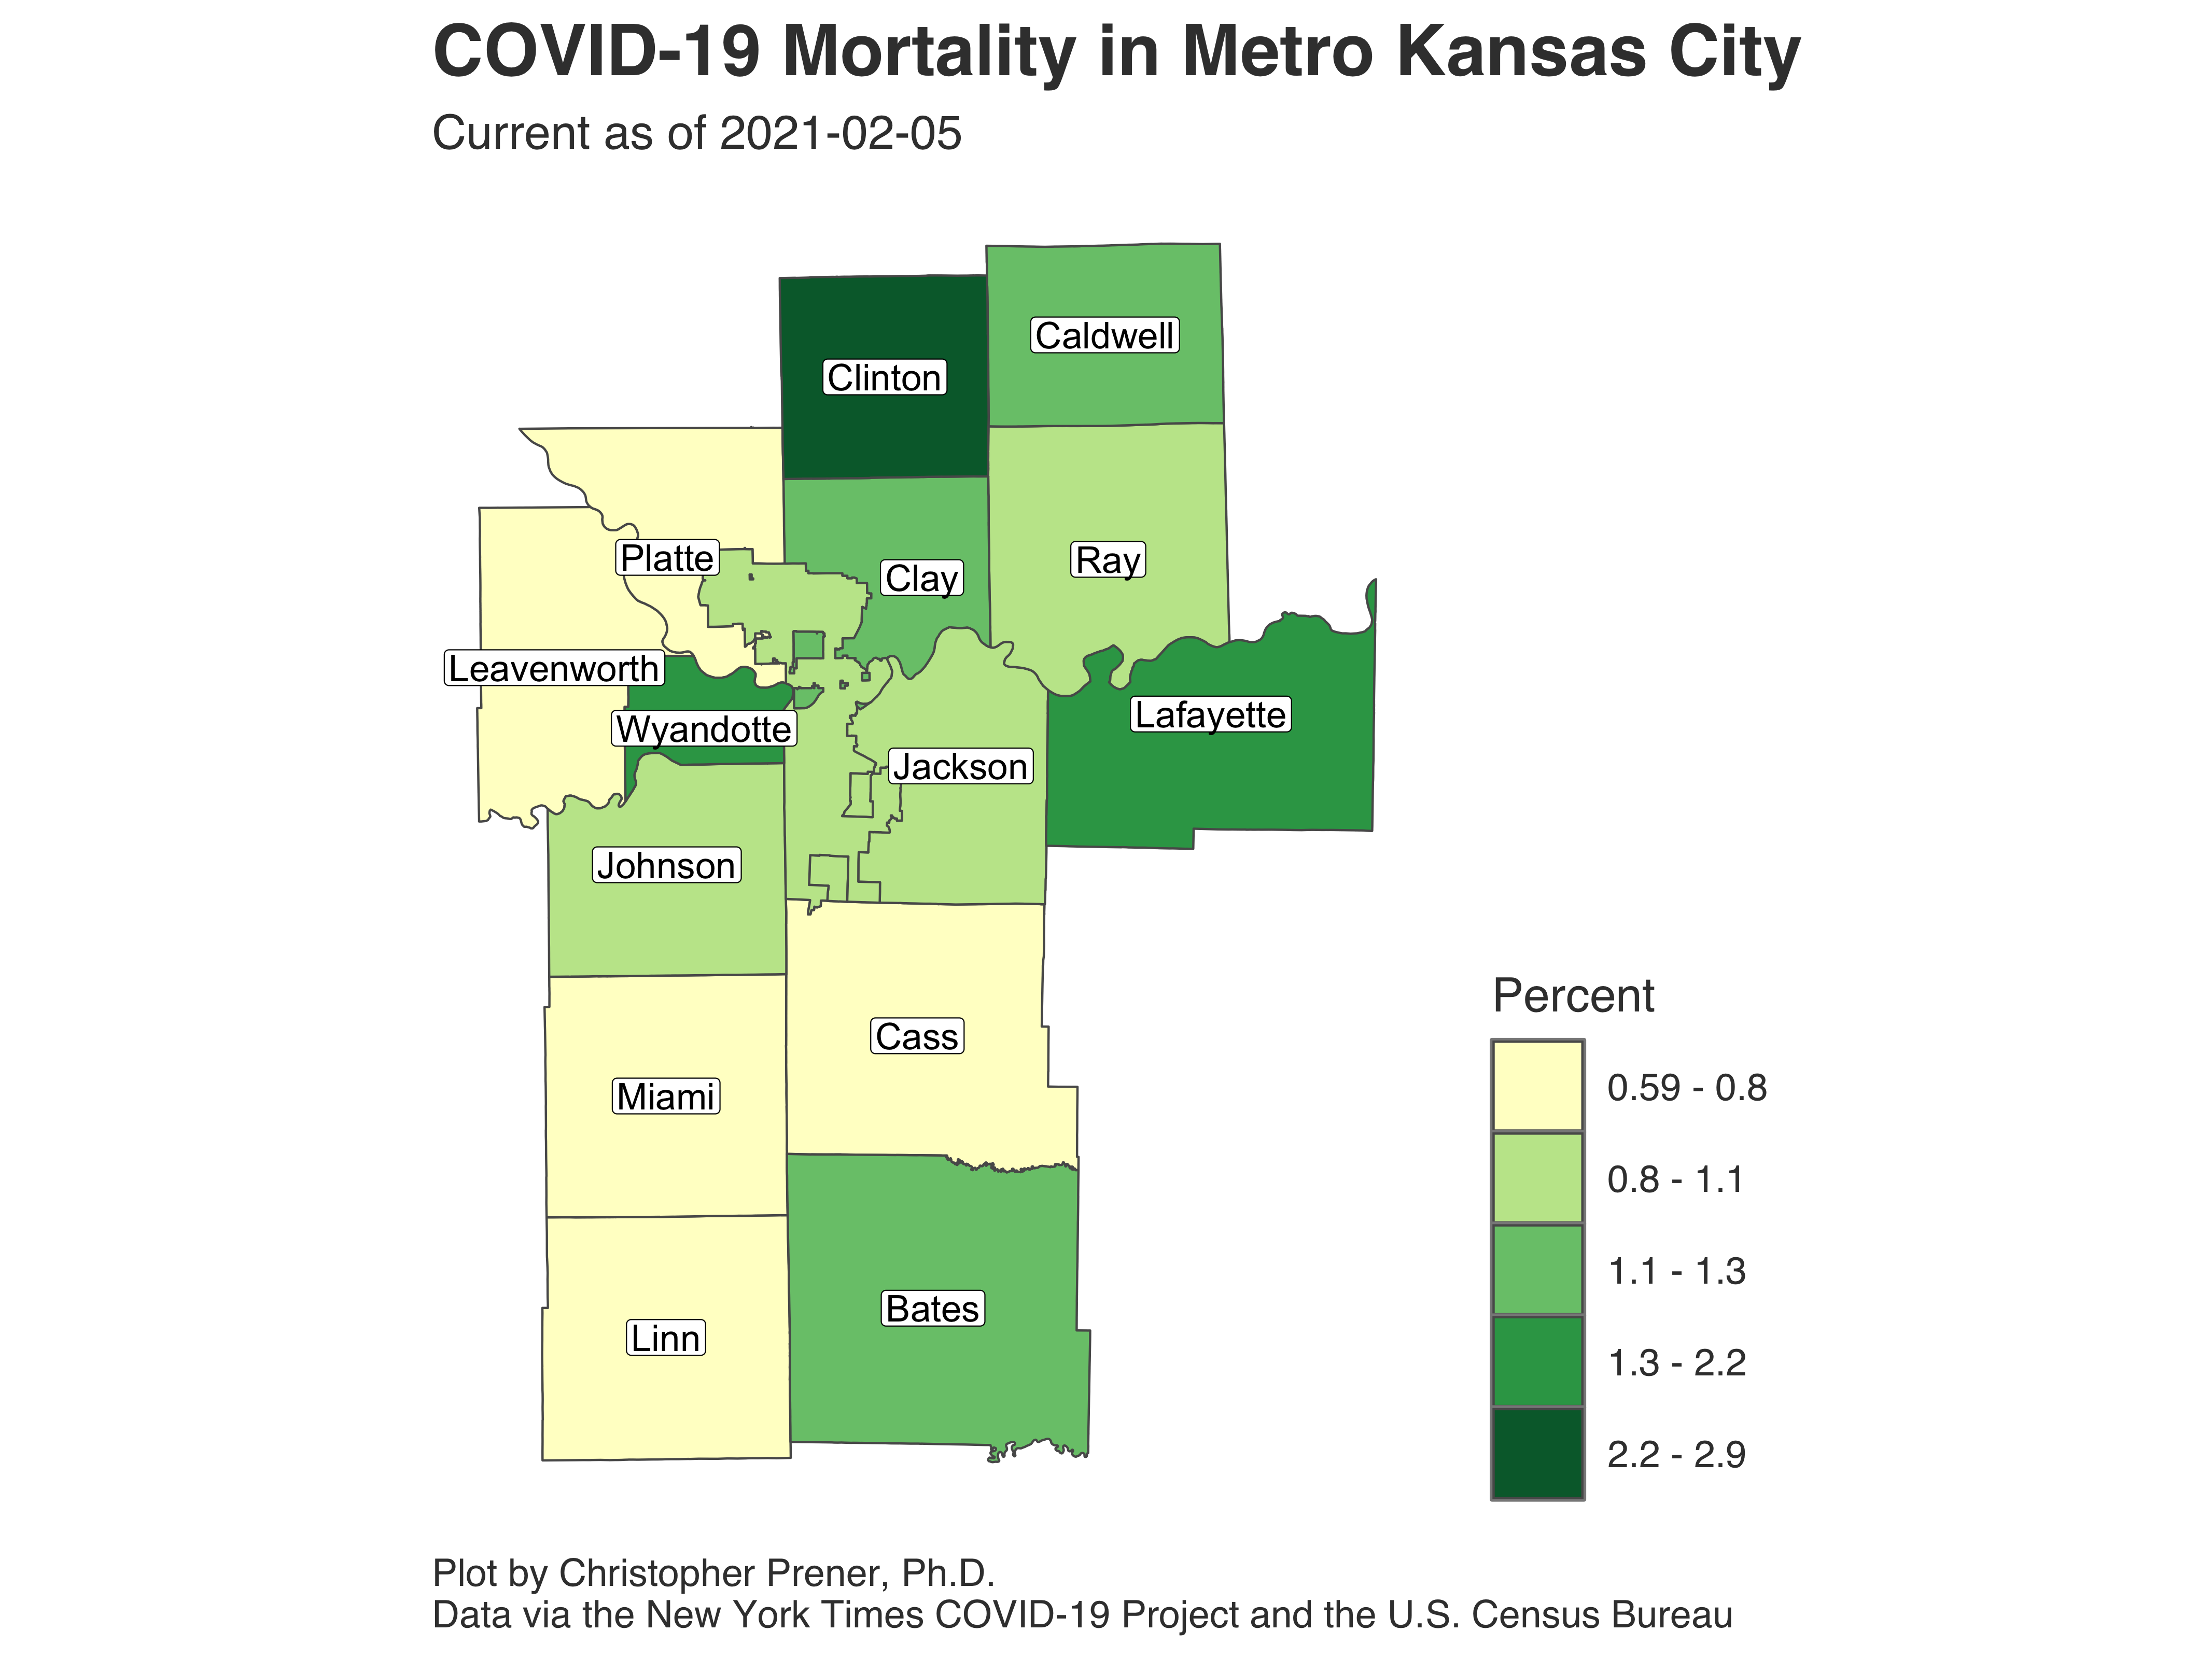 COVID-19 Mortality in Metro Kansas City
Current as of 2021-02-05
Caldwell
Clinton
Platte
Clay
Ray
Leavenworth
Wyandotte
Lafayette
Jackson
Johnson
Cass
Miami
Bates
Linn
Percent
0.59 - 0.8
0.8 - 1.1
1.1 - 1.3
1.3 - 2.2
2.2 - 2.9
Plot by Christopher Prener, Ph.D.
Data via the New York Times COVID-19 Project and the U.S. Census Bureau